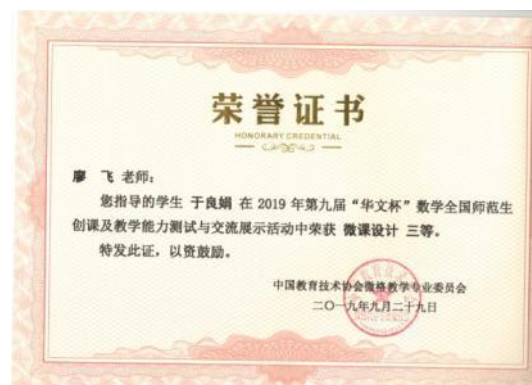 荣誉证书
HONORARY CREDENTIAL
廖 飞 老师：
您指导的学生 于良娟 在 2019 年第九届“华文杯”数学全国师范生
创课及教学能力测试与交流展示活动中荣获 微课设计 三等。
特发此证，以资鼓励。
中国教育技术协会微格教学专业委员会
二〇一九年九月二十九日